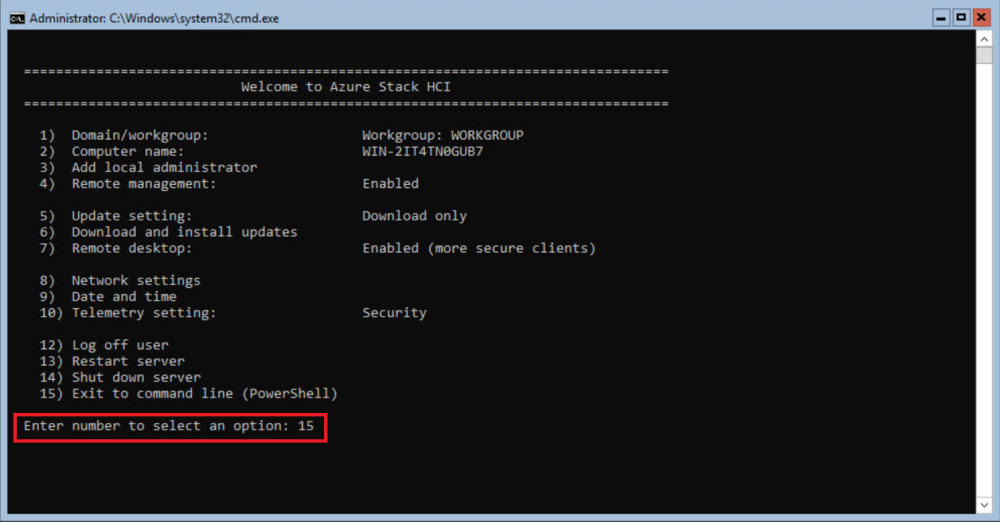 Administrator: C:\Windows\system32\cmd.exe
================================================================================
Welcome to Azure Stack HCI
================================================================================
1) Domain/workgroup: Workgroup: WORKGROUP
2) Computer name: WIN-2IT4TN0GUB7
3) Add local administrator
4) Remote management: Enabled
5) Update setting: Download only
6) Download and install updates
7) Remote desktop: Enabled (more secure clients)
8) Network settings
9) Date and time
10) Telemetry setting: Security
12) Log off user
13) Restart server
14) Shut down server
15) Exit to command line (PowerShell)
Enter number to select an option: 15